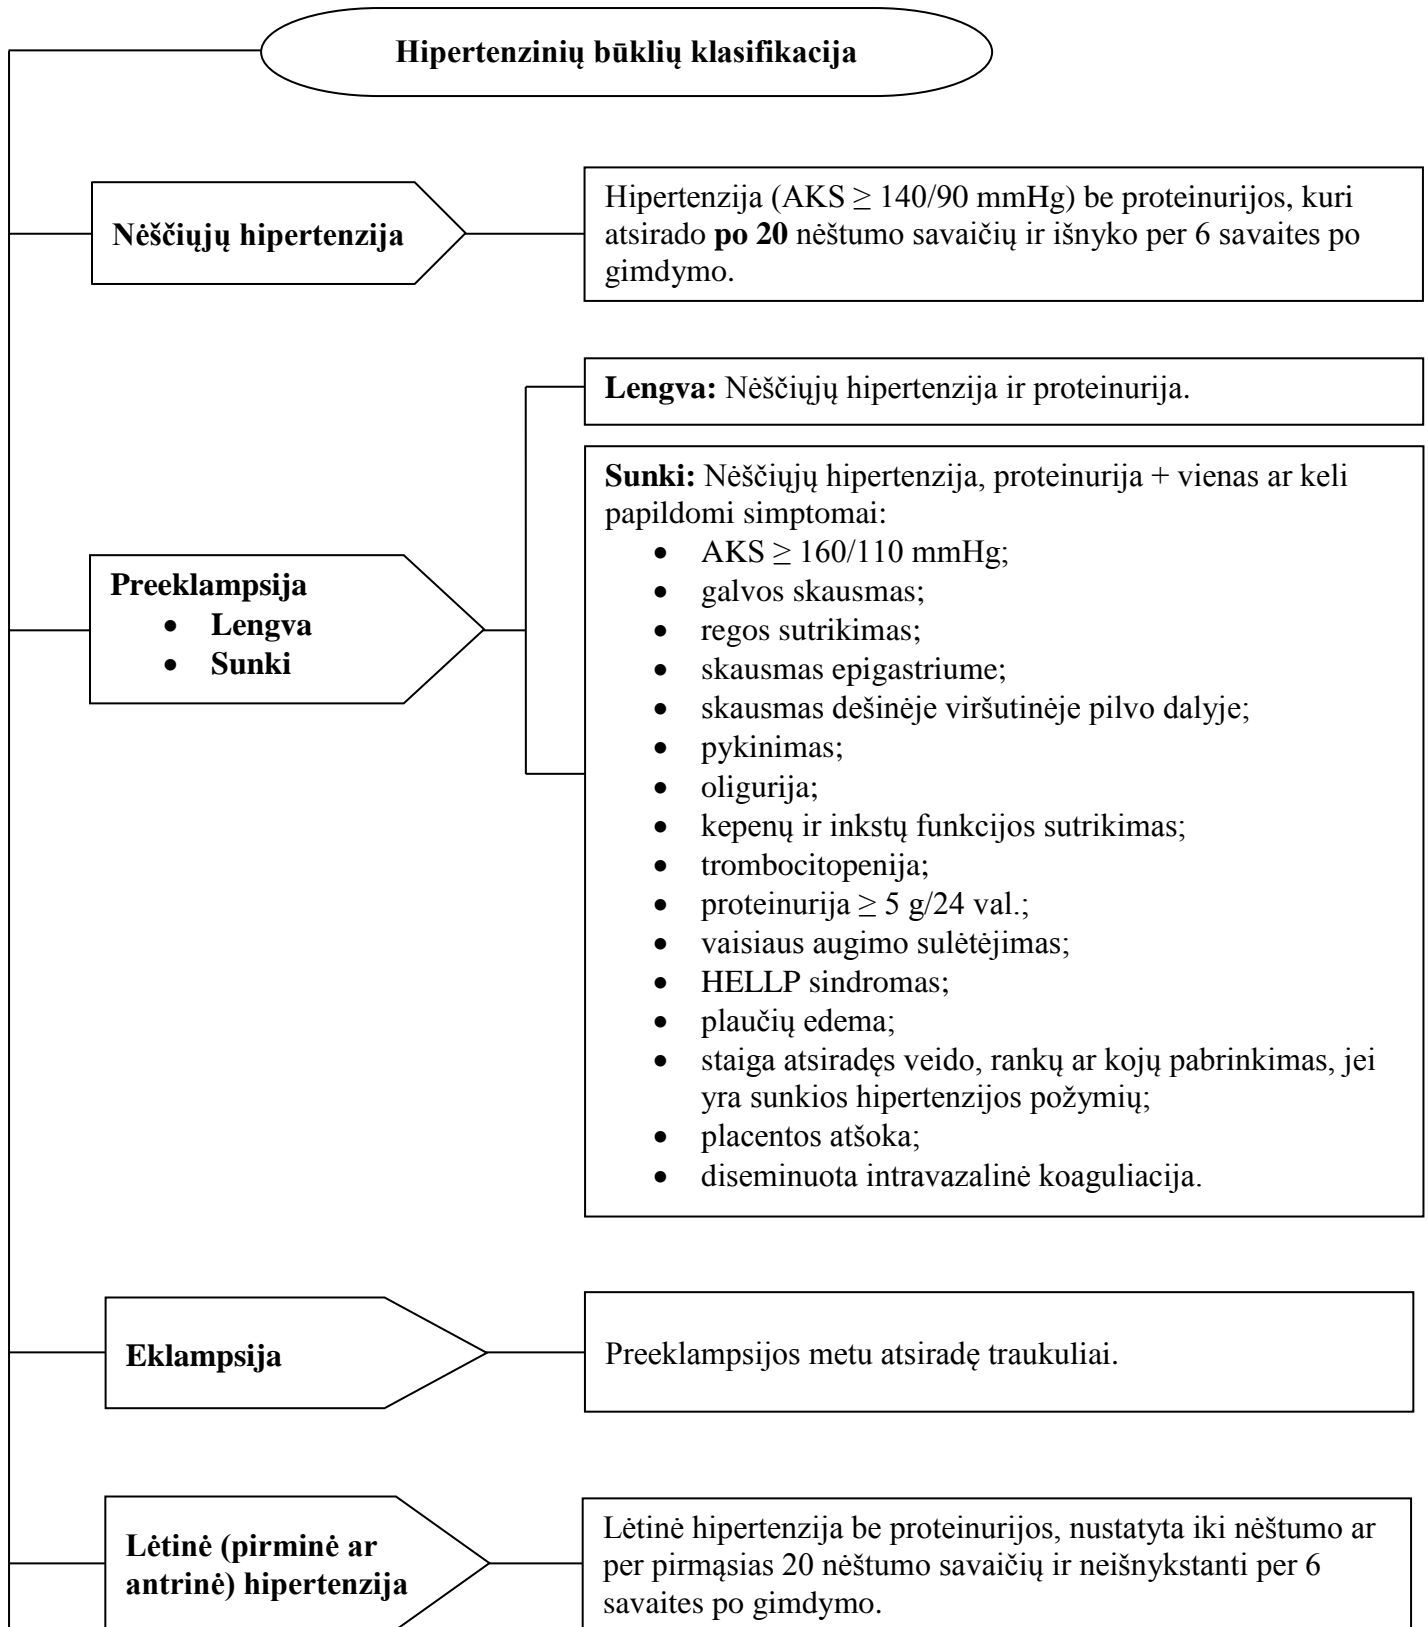 Hipertenzinių būklių klasifikacija
Nėščiųjų hipertenzija
Hipertenzija (AKS ≥ 140/90 mmHg) be proteinurijos, kuri
atsirado po 20 nėštumo savaičių ir išnyko per 6 savaites po
gimdymo.
Preeklampsija
• Lengva
• Sunki
Lengva: Nėščiųjų hipertenzija ir proteinurija.
Sunki: Nėščiųjų hipertenzija, proteinurija + vienas ar keli
papildomi simptomai:
• AKS ≥ 160/110 mmHg;
• galvos skausmas;
• regos sutrikimas;
• skausmas epigastriume;
• skausmas dešinėje viršutinėje pilvo dalyje;
• pykinimas;
• oligurija;
• kepenų ir inkstų funkcijos sutrikimas;
• trombocitopenija;
• proteinurija ≥ 5 g/24 val.;
• vaisiaus augimo sulėtėjimas;
• HELLP sindromas;
• plaučių edema;
• staiga atsiradęs veido, rankų ar kojų pabrinkimas, jei
yra sunkios hipertenzijos požymių;
• placentos atšoka;
• diseminuota intravazalinė koaguliacija.
Eklampsija
Preeklampsijos metu atsiradę traukuliai.
Lėtinė (pirminė ar
antrinė) hipertenzija
Lėtinė hipertenzija be proteinurijos, nustatyta iki nėštumo ar
per pirmąsias 20 nėštumo savaičių ir neišnykstanti per 6
savaites po gimdymo.